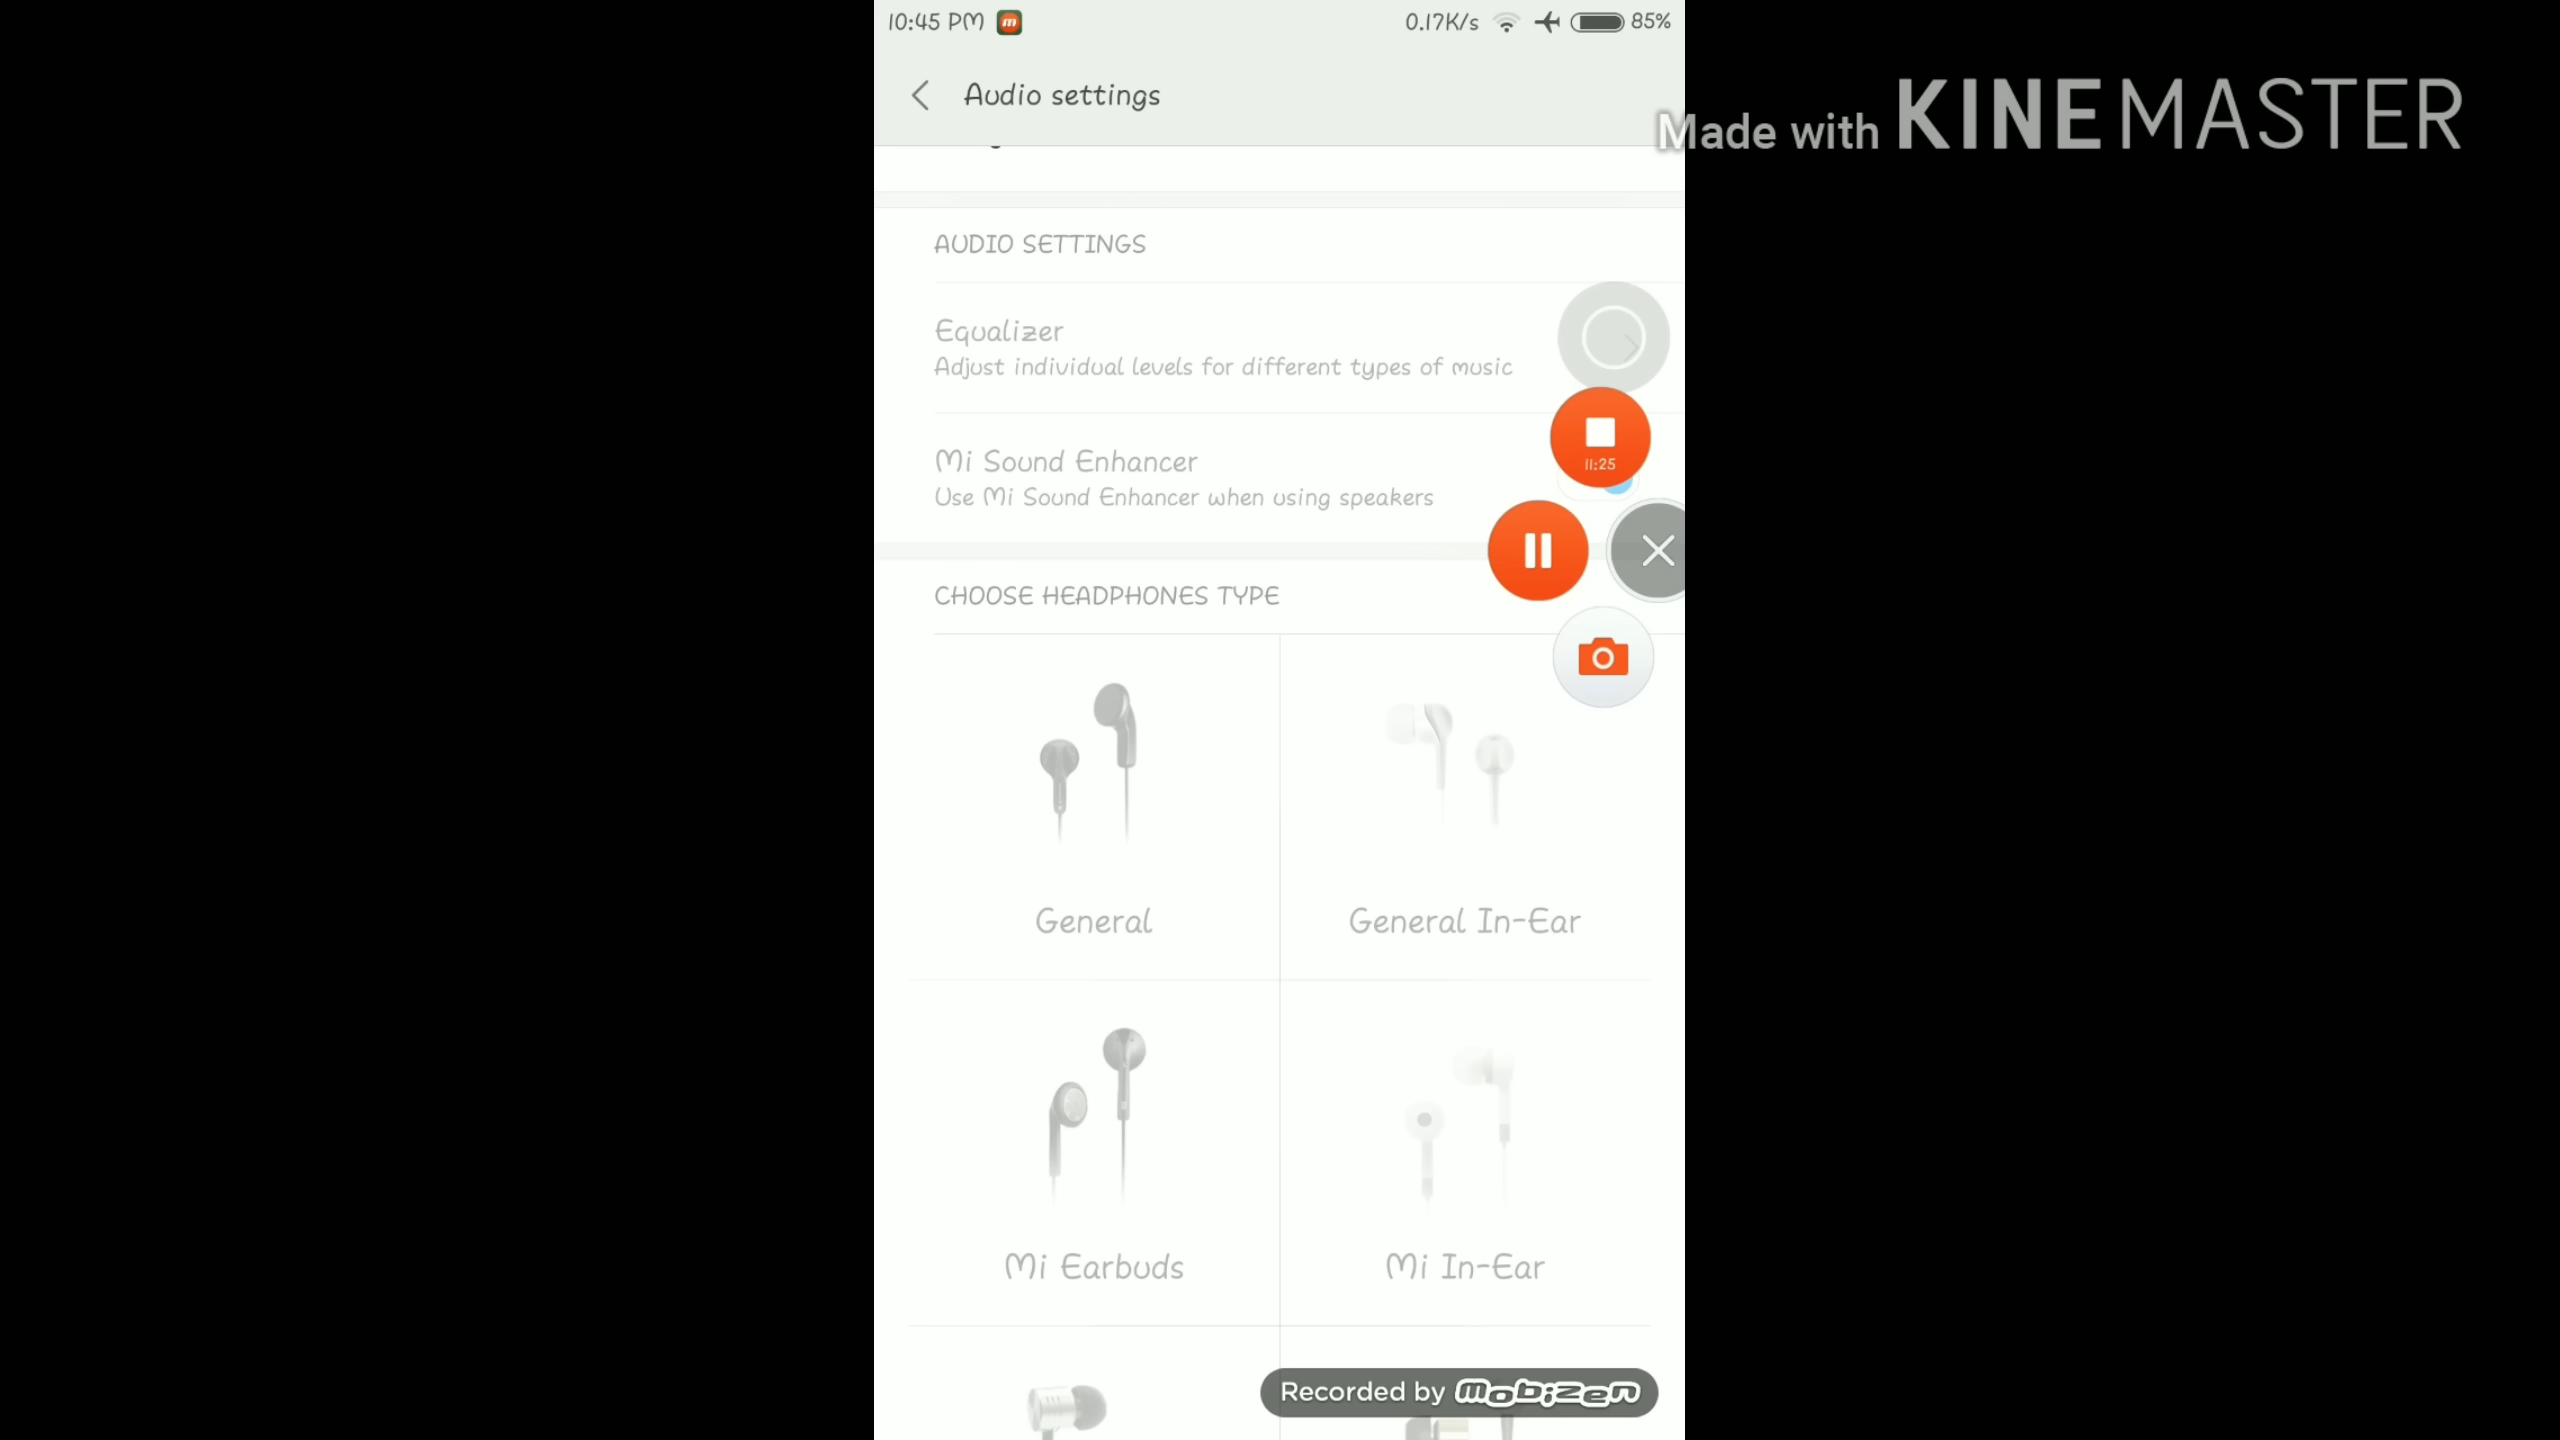 10:45 PM
0.17K/s
85%
Audio settings
Made with KINEMASTER
AUDIO SETTINGS
Equalizer
Adjust individual levels for different types of music
11:25
Mi Sound Enhancer
Use Mi Sound Enhancer when using speakers
CHOOSE HEADPHONES TYPE
General
General In-Ear
Mi Earbuds
Mi In-Ear
Recorded by mobizen